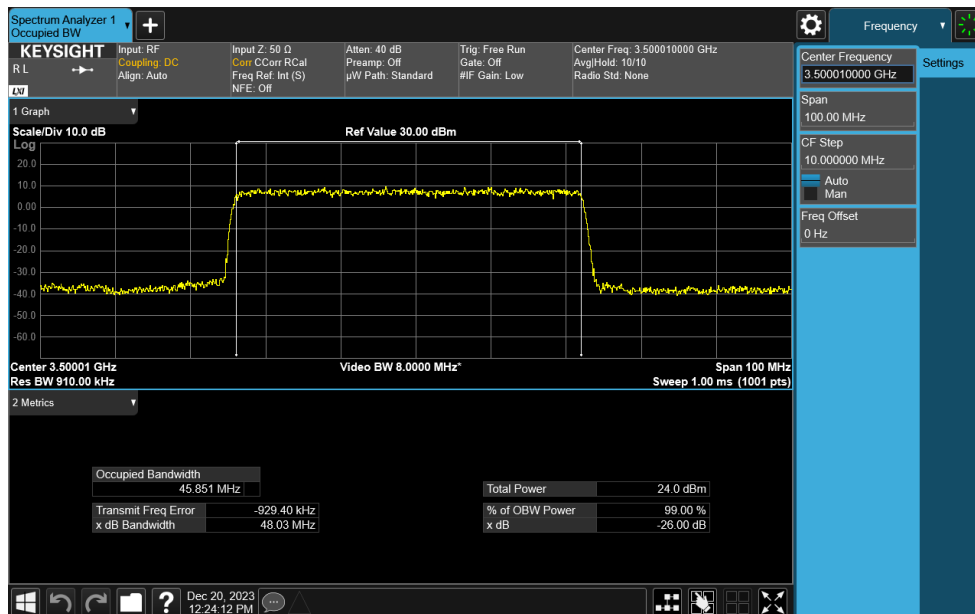 Spectrum Analyzer 1
Occupied BW
Frequency
KEYSIGHT
R L
LXI
Input: RF
Coupling: DC
Align: Auto
Input Z: 50 Ω
Corr CCorr RCal
Freq Ref: Int (S)
NFE: Off
Atten: 40 dB
Preamp: Off
µW Path: Standard
Trig: Free Run
Gate: Off
#IF Gain: Low
Center Freq: 3.500010000 GHz
Avg|Hold: 10/10
Radio Std: None
Center Frequency
3.500010000 GHz
Settings
Span
100.00 MHz
CF Step
10.000000 MHz
Auto
Man
Freq Offset
0 Hz
1 Graph
Scale/Div 10.0 dB
Ref Value 30.00 dBm
Log
20.0
10.0
0.00
-10.0
-20.0
-30.0
-40.0
-50.0
-60.0
Center 3.50001 GHz
Video BW 8.0000 MHz*
Span 100 MHz
Res BW 910.00 kHz
Sweep 1.00 ms (1001 pts)
2 Metrics
Occupied Bandwidth
45.851 MHz
Total Power 24.0 dBm
Transmit Freq Error -929.40 kHz
% of OBW Power 99.00 %
x dB Bandwidth 48.03 MHz
x dB -26.00 dB
?
Dec 20, 2023
12:24:12 PM